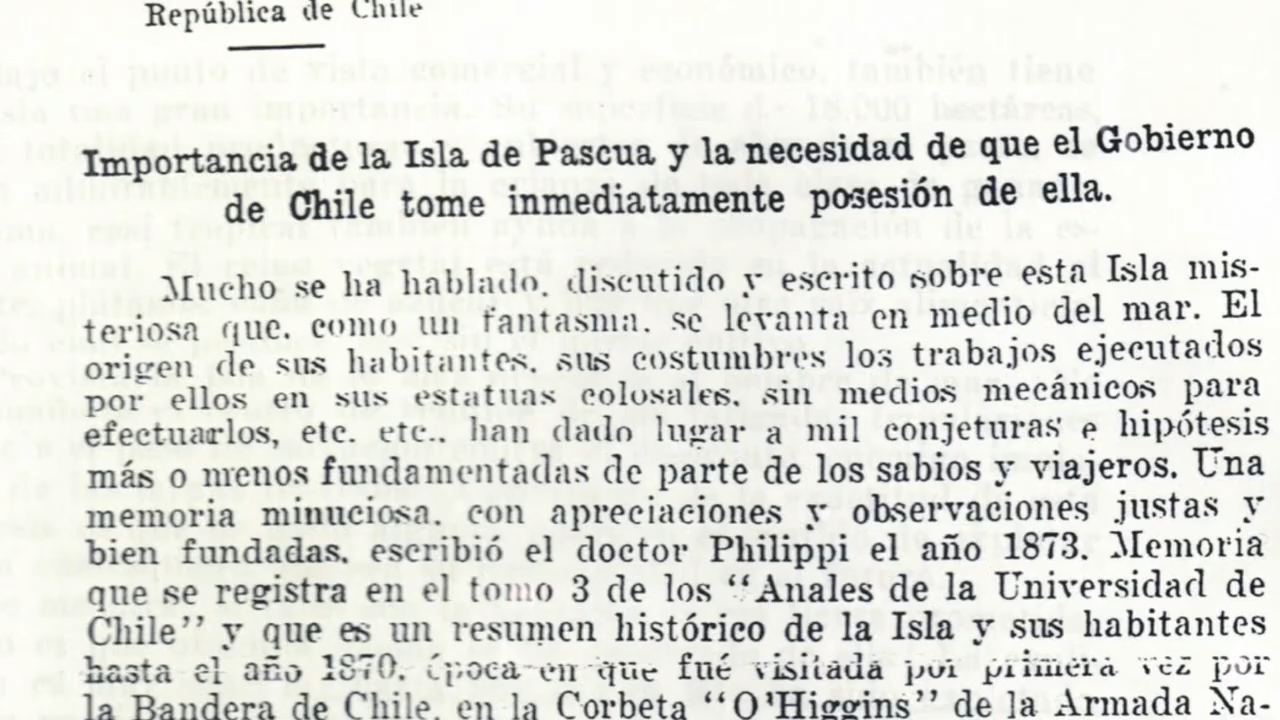 República de Chile
Importancia de la Isla de Pascua y la necesidad de que el Gobierno
de Chile tome inmediatamente posesión de ella.
Mucho se ha hablado, discutido y escrito sobre esta Isla mis-
teriosa que, como un fantasma, se levanta en medio del mar. El
origen de sus habitantes, sus costumbres los trabajos ejecutados
por ellos en sus estatuas colosales, sin medios mecánicos para
efectuarlos, etc. etc.. han dado lugar a mil conjeturas e hipótesis
más o menos fundamentadas de parte de los sabios y viajeros. Una
memoria minuciosa, con apreciaciones y observaciones justas y
bien fundadas, escribió el doctor Philippi el año 1873. Memoria
que se registra en el tomo 3 de los "Anales de la Universidad de
Chile" y que es un resumen histórico de la Isla y sus habitantes
hasta el año 1870, época en que fue visitada por primera vez por
la Bandera de Chile, en la Corbeta "O'Higgins" de la Armada Na-